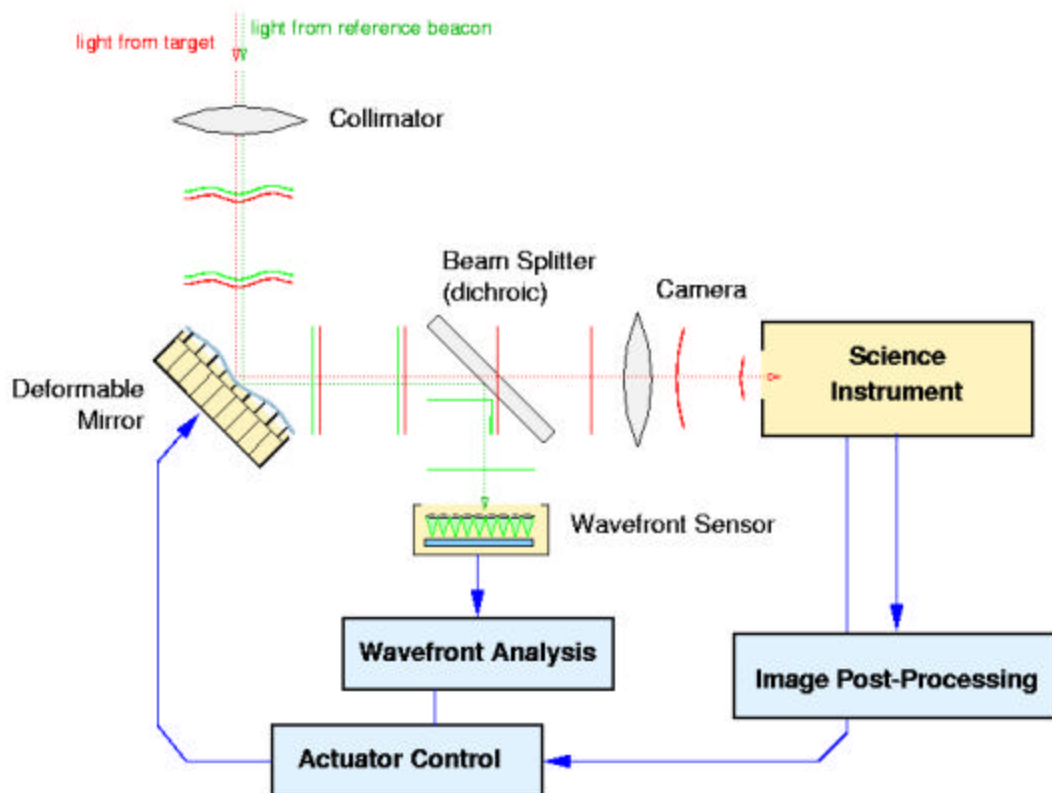 light from reference beacon
light from target
Collimator
Beam Splitter
(dichroic)
Camera
Science
Instrument
Deformable
Mirror
Wavefront Sensor
Wavefront Analysis
Image Post-Processing
Actuator Control